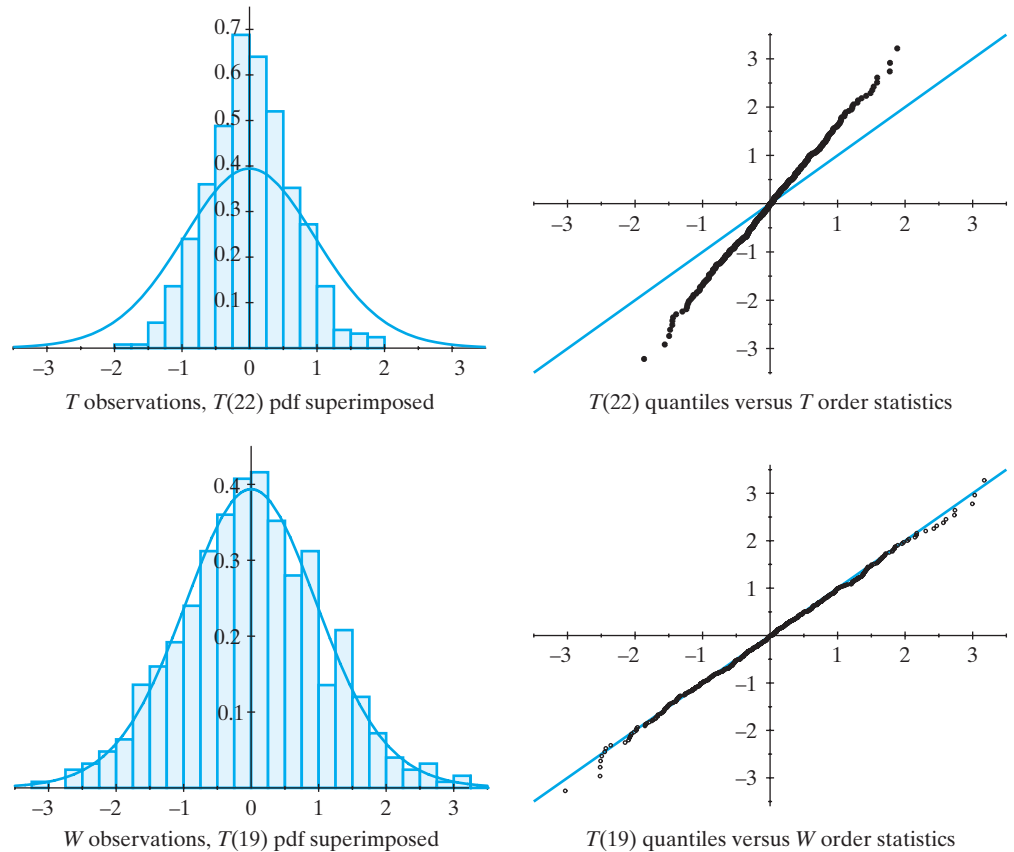 0.7
0.6
0.5
0.4
0.3
0.2
0.1
–3 –2 –1 0 1 2 3
T observations, T(22) pdf superimposed
3
2
1
–3 –2 –1 1 2 3
–1
–2
–3
T(22) quantiles versus T order statistics
0.4
0.3
0.2
0.1
–3 –2 –1 0 1 2 3
W observations, T(19) pdf superimposed
3
2
1
–3 –2 –1 1 2 3
–1
–2
–3
T(19) quantiles versus W order statistics